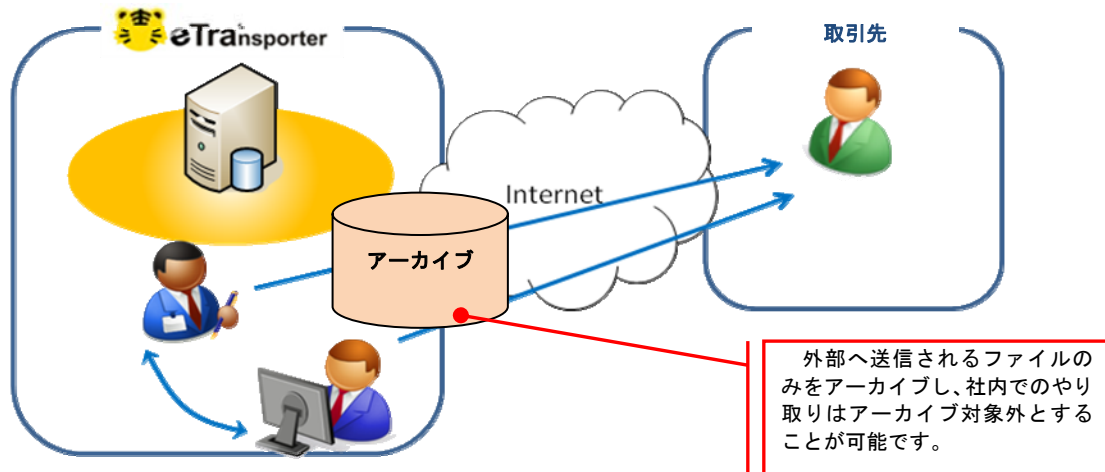 eTransporter
取引先
Internet
アーカイブ
外部へ送信されるファイルの
みをアーカイブし、社内でのやり
取りはアーカイブ対象外とする
ことが可能です。